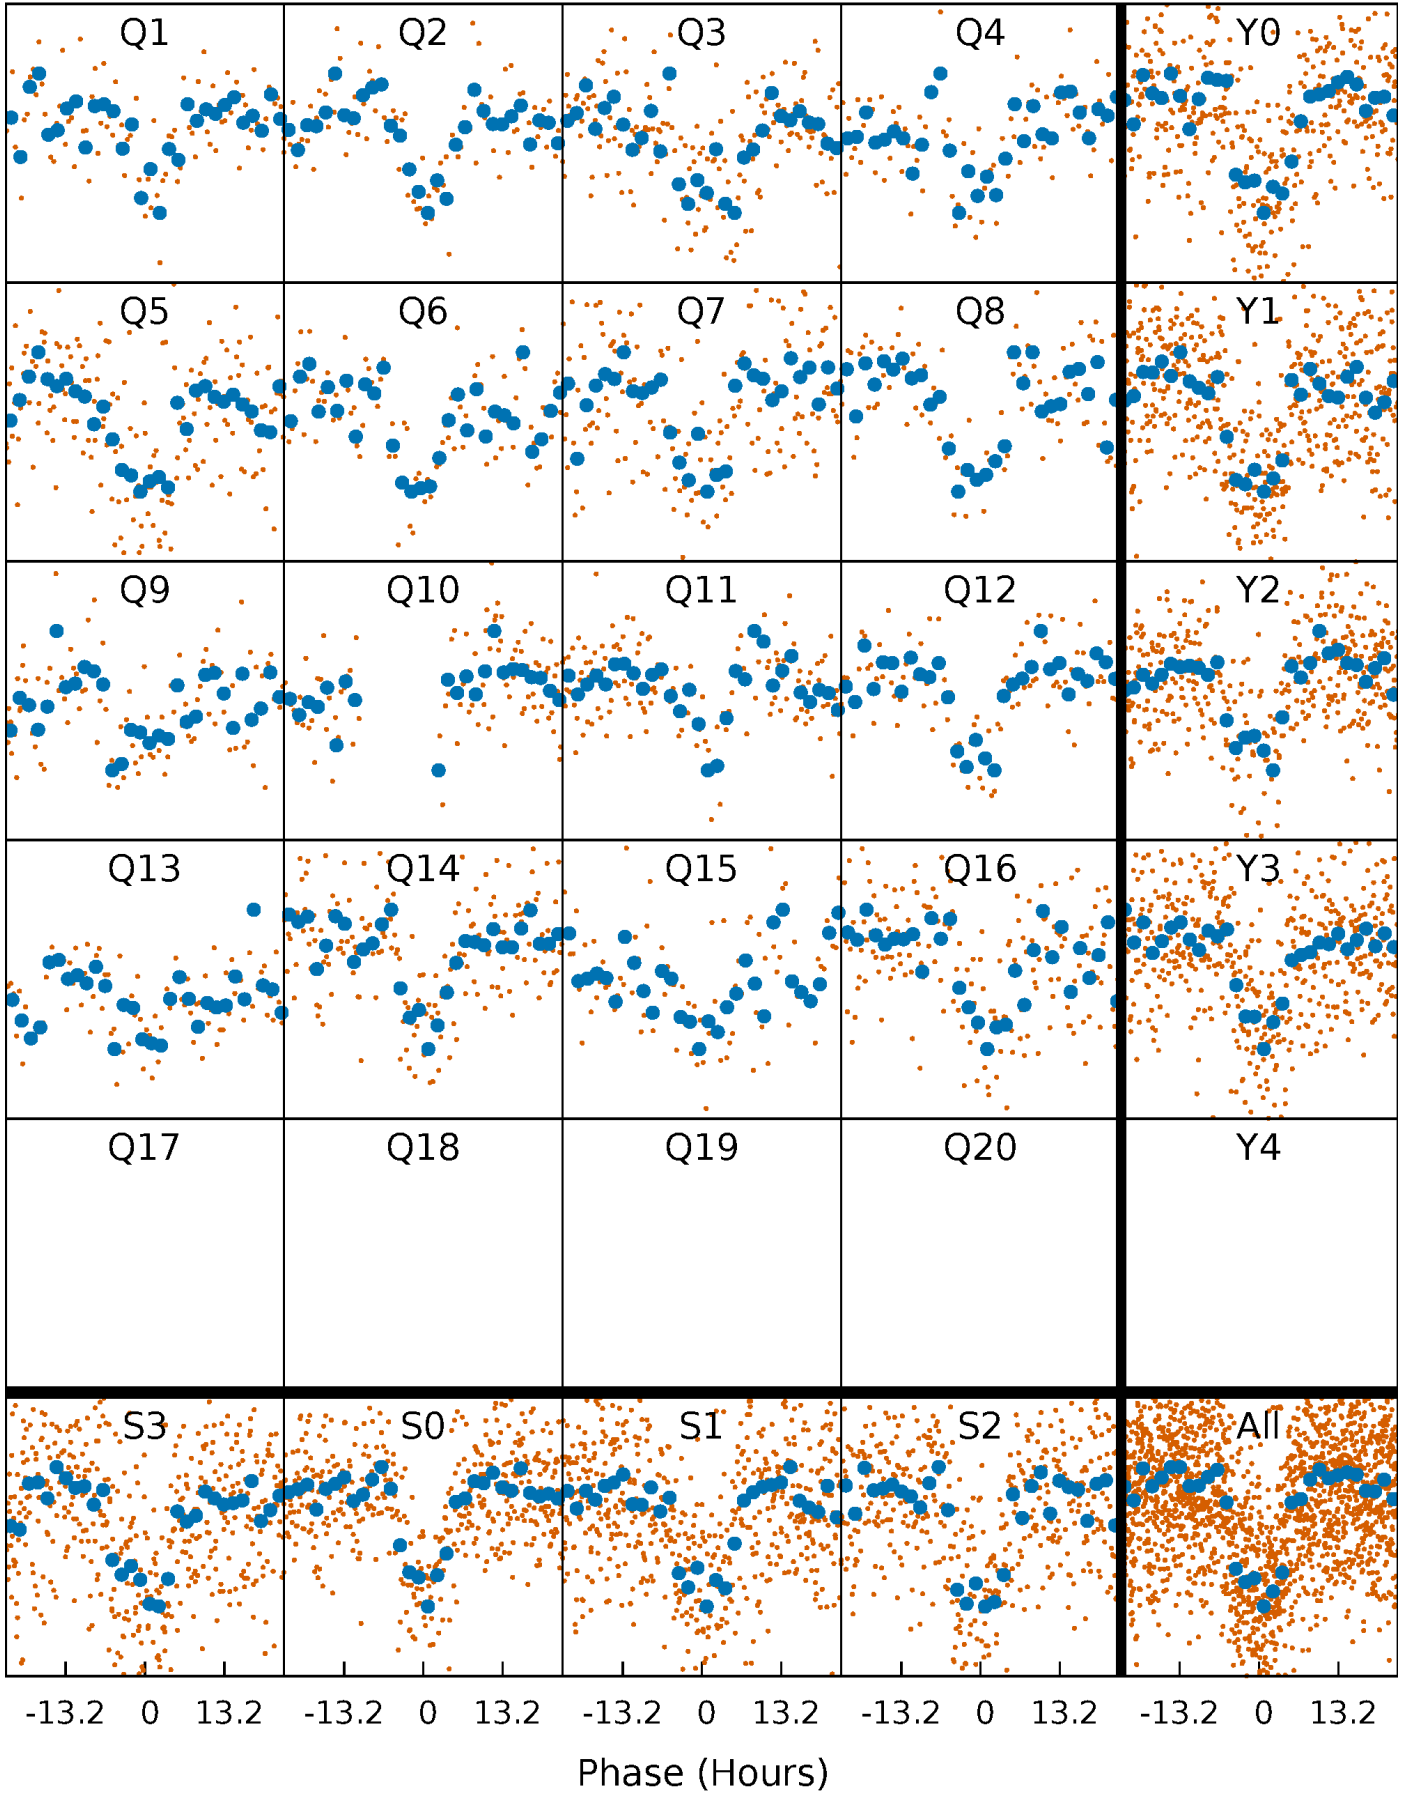 Q1 Q2 Q3 Q4 Y0
Q5 Q6 Q7 Q8 Y1
Q9 Q10 Q11 Q12 Y2
Q13 Q14 Q15 Q16 Y3
Q17 Q18 Q19 Q20 Y4
S3 S0 S1 S2 All
-13.2 0 13.2 -13.2 0 13.2 -13.2 0 13.2 -13.2 0 13.2 -13.2 0 13.2
Phase (Hours)